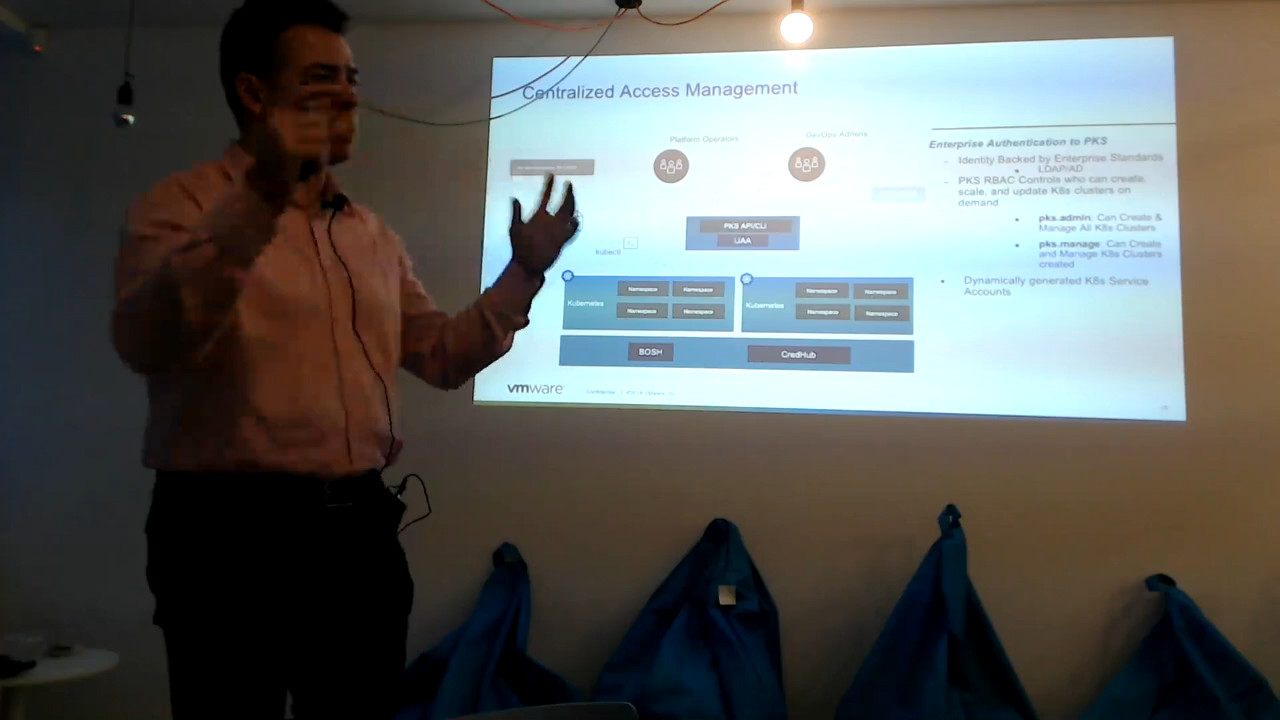 Centralized Access Management
Platform Operators
DevOps Admins
Enterprise Authentication to PKS
- Identity Backed by Enterprise Standards
• LDAP/AD
- PKS RBAC Controls who can create,
scale, and update K8s clusters on
demand
• pks.admin, Can Create &
Manage All K8s Clusters
• pks.manage: Can Create
and Manage K8s Clusters
created
• Dynamically generated K8s Service
Accounts
PKS API/CLI
UAA
kubectl
Kubernetes
Namespace Namespace
Namespace Namespace
Kubernetes
Namespace Namespace
Namespace Namespace
BOSH
CredHub
vmware
Confidential